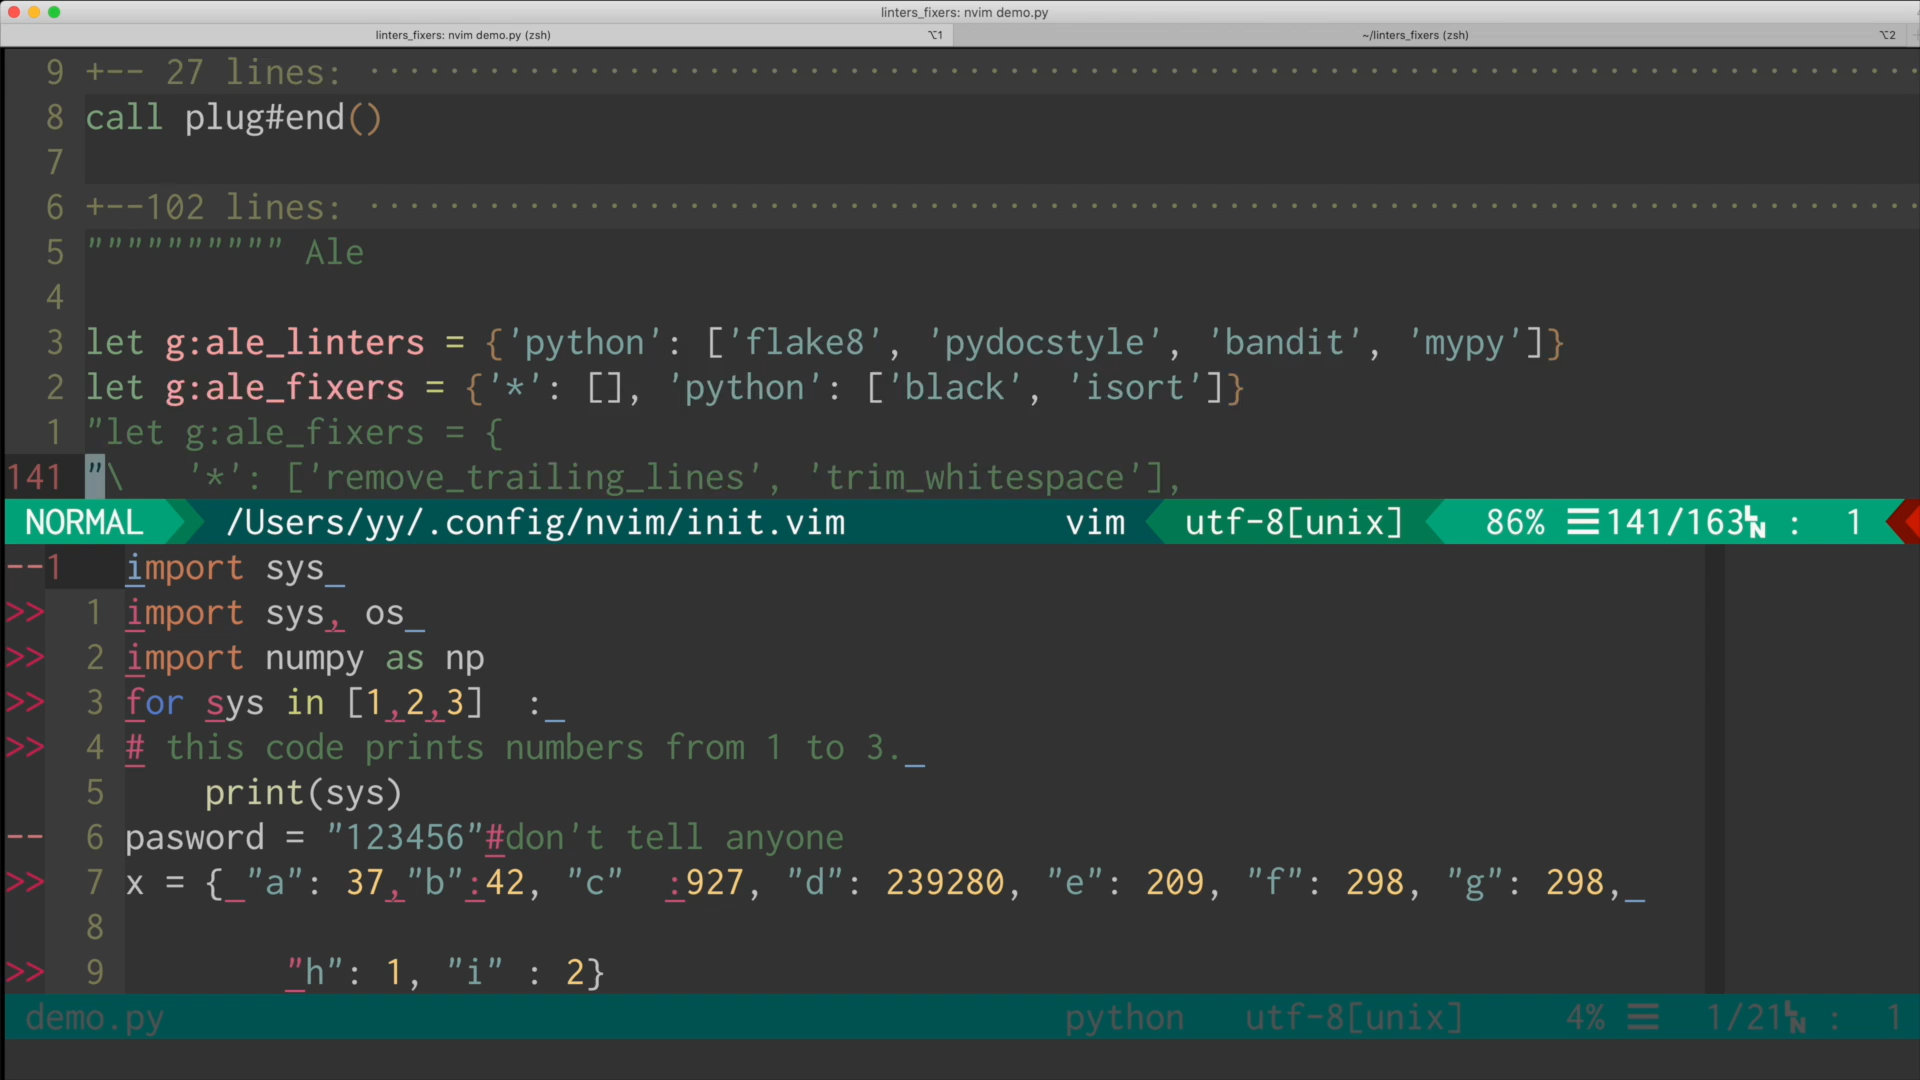 linters_fixers: nvim demo.py
linters_fixers: nvim demo.py (zsh) ⌥1 ~/linters_fixers (zsh) ⌥2
9 +-- 27 lines: ····························································
8 call plug#end()
7
6 +--102 lines: ····························································
5 """""""""" Ale
4
3 let g:ale_linters = {'python': ['flake8', 'pydocstyle', 'bandit', 'mypy']}
2 let g:ale_fixers = {'*': [], 'python': ['black', 'isort']}
1 "let g:ale_fixers = {
141 "\   '*': ['remove_trailing_lines', 'trim_whitespace'],
NORMAL /Users/yy/.config/nvim/init.vim vim utf-8[unix] 86% ☰141/163␤ : 1
--1 import sys_
>> 1 import sys, os_
>> 2 import numpy as np
>> 3 for sys in [1,2,3]  :_
>> 4 # this code prints numbers from 1 to 3._
5     print(sys)
-- 6 pasword = "123456"#don't tell anyone
>> 7 x = {_"a": 37,"b":42, "c"  :927, "d": 239280, "e": 209, "f": 298, "g": 298,_
8
>> 9         "h": 1, "i" : 2}
demo.py python utf-8[unix] 4% ☰ 1/21␤ : 1